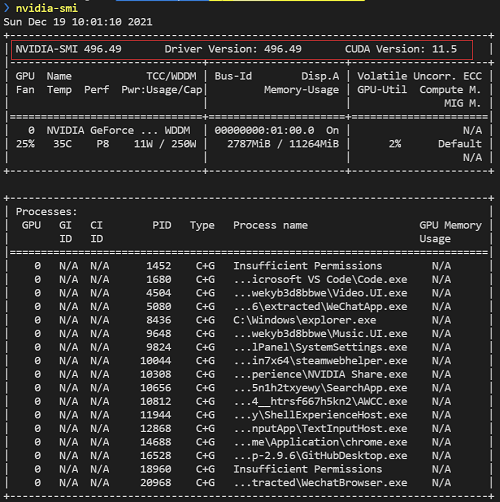 ❯ nvidia-smi
Sun Dec 19 10:01:10 2021
+-----------------------------------------------------------------------------+
| NVIDIA-SMI 496.49       Driver Version: 496.49       CUDA Version: 11.5     |
|-------------------------------+----------------------+----------------------+
| GPU  Name            TCC/WDDM | Bus-Id        Disp.A | Volatile Uncorr. ECC |
| Fan  Temp  Perf  Pwr:Usage/Cap|         Memory-Usage | GPU-Util  Compute M. |
|                               |                      |               MIG M. |
|===============================+======================+======================|
|   0  NVIDIA GeForce ... WDDM  | 00000000:01:00.0  On |                  N/A |
| 25%   35C    P8    11W / 250W |   2787MiB / 11264MiB |      2%      Default |
|                               |                      |                  N/A |
+-------------------------------+----------------------+----------------------+
+-----------------------------------------------------------------------------+
| Processes:                                                                  |
|  GPU   GI   CI        PID   Type   Process name                  GPU Memory |
|        ID   ID                                                   Usage      |
|=============================================================================|
|    0   N/A  N/A      1452    C+G   Insufficient Permissions        N/A      |
|    0   N/A  N/A      1680    C+G   ...icrosoft VS Code\Code.exe    N/A      |
|    0   N/A  N/A      4504    C+G   ...wekyb3d8bbwe\Video.UI.exe    N/A      |
|    0   N/A  N/A      5080    C+G   ...6\extracted\WeChatApp.exe    N/A      |
|    0   N/A  N/A      8436    C+G   C:\Windows\explorer.exe         N/A      |
|    0   N/A  N/A      9648    C+G   ...wekyb3d8bbwe\Music.UI.exe    N/A      |
|    0   N/A  N/A      9824    C+G   ...lPanel\SystemSettings.exe    N/A      |
|    0   N/A  N/A     10044    C+G   ...in7x64\steamwebhelper.exe    N/A      |
|    0   N/A  N/A     10308    C+G   ...perience\NVIDIA Share.exe    N/A      |
|    0   N/A  N/A     10656    C+G   ...5n1h2txyewy\SearchApp.exe    N/A      |
|    0   N/A  N/A     10812    C+G   ...4__htrsf667h5kn2\AWCC.exe    N/A      |
|    0   N/A  N/A     11944    C+G   ...y\ShellExperienceHost.exe    N/A      |
|    0   N/A  N/A     12868    C+G   ...nputApp\TextInputHost.exe    N/A      |
|    0   N/A  N/A     14688    C+G   ...me\Application\chrome.exe    N/A      |
|    0   N/A  N/A     16528    C+G   ...p-2.9.6\GitHubDesktop.exe    N/A      |
|    0   N/A  N/A     18960    C+G   Insufficient Permissions        N/A      |
|    0   N/A  N/A     20968    C+G   ...tracted\WechatBrowser.exe    N/A      |
+-----------------------------------------------------------------------------+